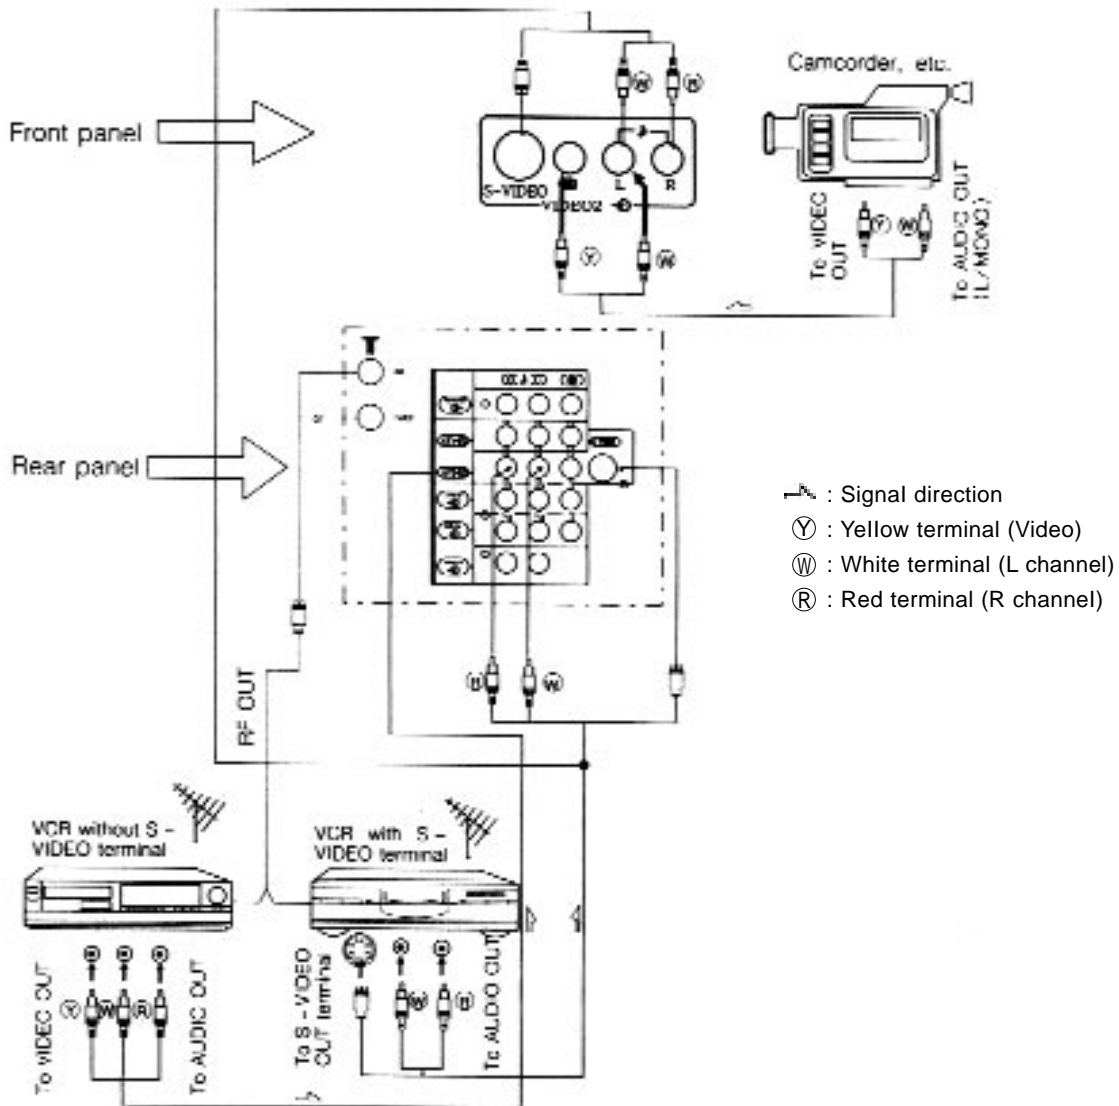 Camcorder, etc.
W
R
Front panel
S-VIDEO
L
R
VIDEO2
Y
W
Y
W
To VIDEO
OUT
To AUDIO OUT
(L/MONO)
Rear panel
: Signal direction
Y : Yellow terminal (Video)
W : White terminal (L channel)
R : Red terminal (R channel)
R
W
RF OUT
VCR without S –
VIDEO terminal
VCR with S –
VIDEO terminal
To VIDEO OUT
Y
W
R
To AUDIO OUT
To S – VIDEO
OUT terminal
W
R
To AUDIO OUT